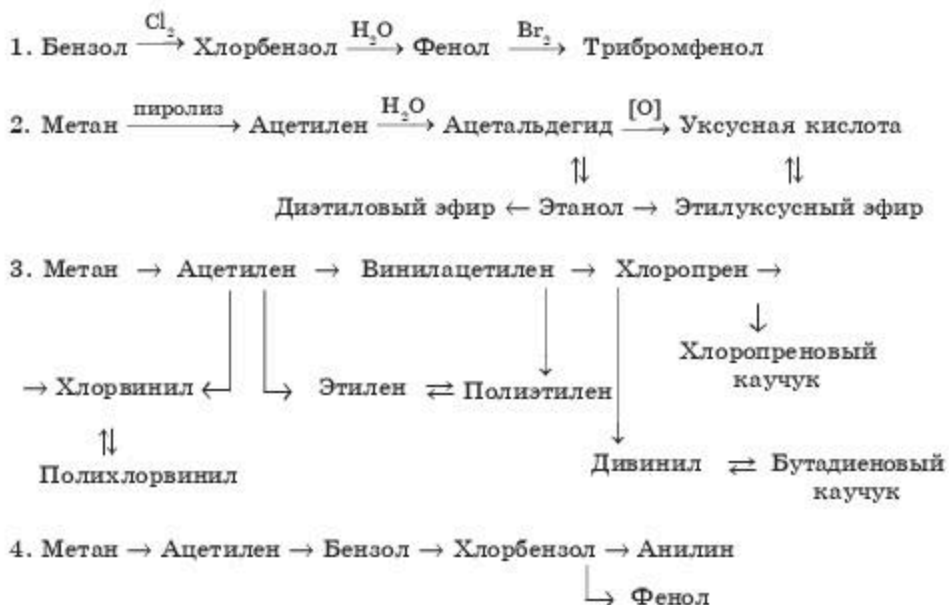 1. Бензол —Cl₂→ Хлорбензол —H₂O→ Фенол —Br₂→ Трибромфенол
2. Метан —пиролиз→ Ацетилен —H₂O→ Ацетальдегид —[O]→ Уксусная кислота
⇅ ⇅
Диэтиловый эфир ← Этанол → Этилуксусный эфир
3. Метан → Ацетилен → Винилацетилен → Хлоропрен →
Хлоропреновый
каучук
→ Хлорвинил Этилен ⇄ Полиэтилен
⇅
Полихлорвинил
Дивинил ⇄ Бутадиеновый
каучук
4. Метан → Ацетилен → Бензол → Хлорбензол → Анилин
Фенол